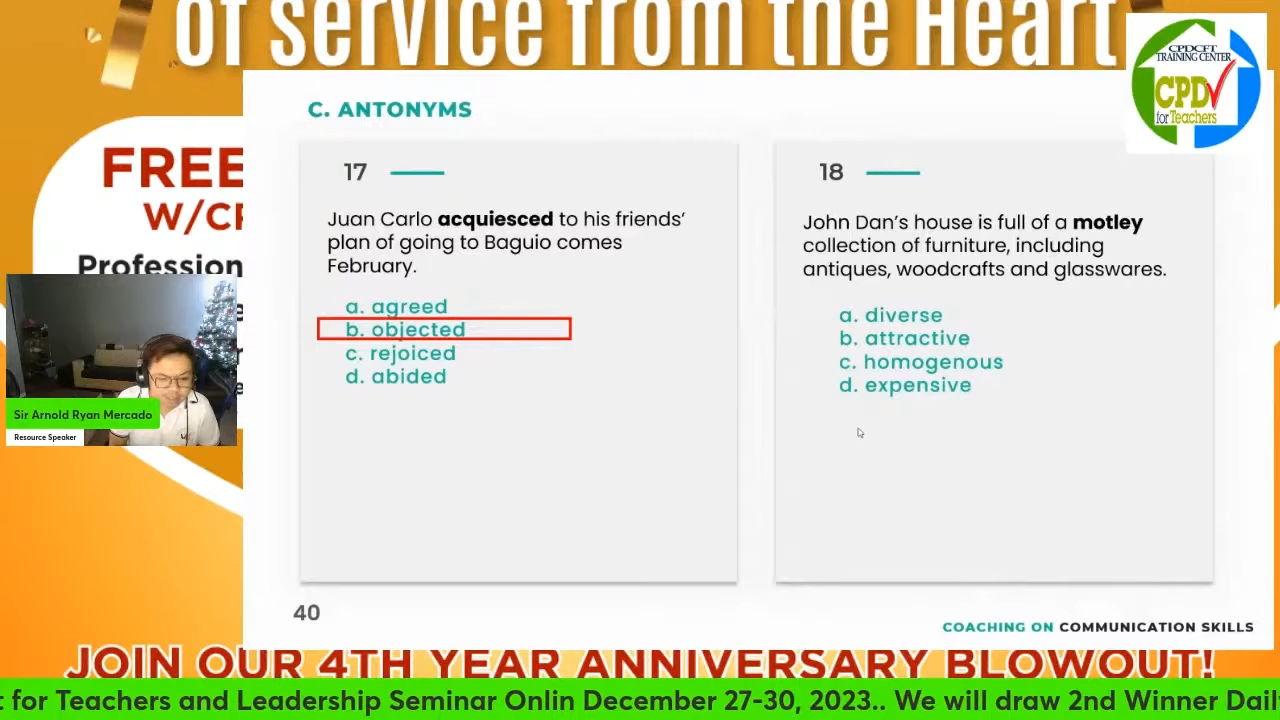 of service from the Heart
CPDCFT
TRAINING CENTER
CPD
for Teachers
C. ANTONYMS
FREE
W/CP
Profession
17
Juan Carlo acquiesced to his friends'
plan of going to Baguio comes
February.
a. agreed
b. objected
c. rejoiced
d. abided
18
John Dan's house is full of a motley
collection of furniture, including
antiques, woodcrafts and glasswares.
a. diverse
b. attractive
c. homogenous
d. expensive
Sir Arnold Ryan Mercado
Resource Speaker
40
COACHING ON COMMUNICATION SKILLS
JOIN OUR 4TH YEAR ANNIVERSARY BLOWOUT!
t for Teachers and Leadership Seminar Onlin December 27-30, 2023.. We will draw 2nd Winner Dail